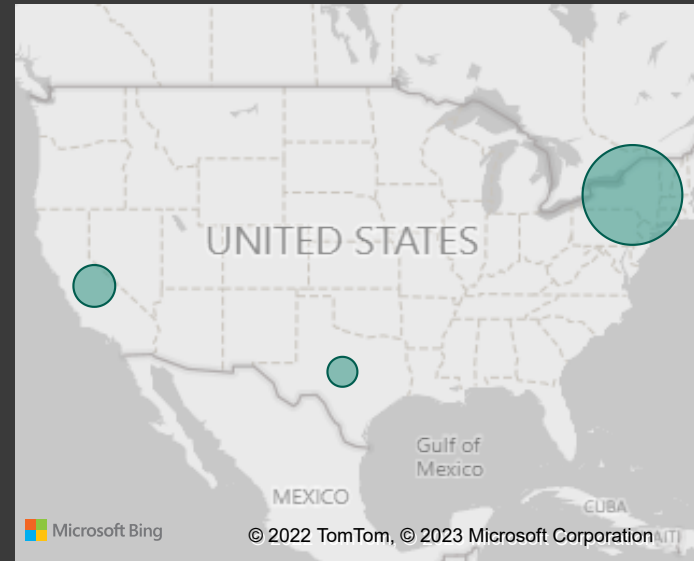 UNITED STATES
Gulf of
Mexico
MEXICO
CUBA
Microsoft Bing
© 2022 TomTom, © 2023 Microsoft Corporation